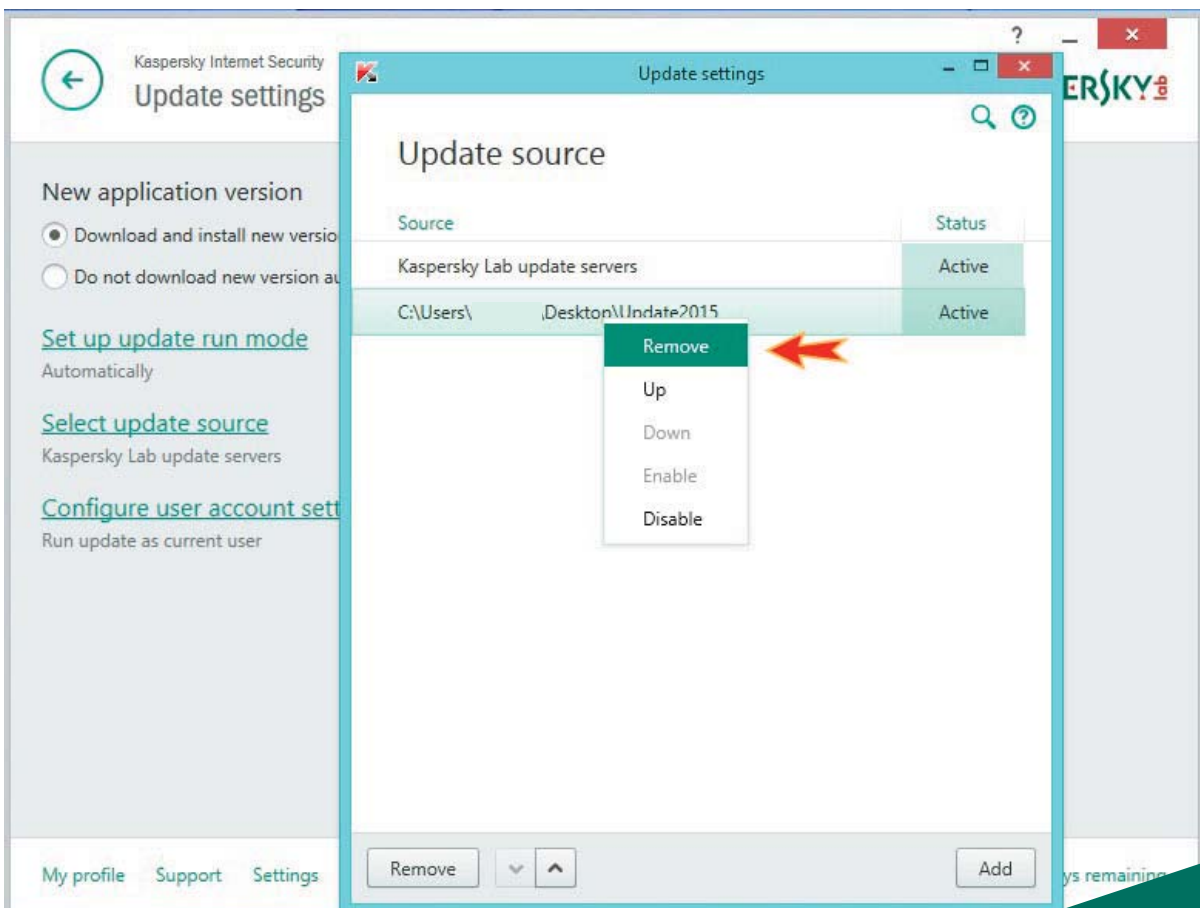 ? _ ×
Kaspersky Internet Security
Update settings
ERSKY lab
New application version
Download and install new versio
Do not download new version au
Set up update run mode
Automatically
Select update source
Kaspersky Lab update servers
Configure user account sett
Run update as current user
My profile Support Settings
Update settings
Update source
Source Status
Kaspersky Lab update servers Active
C:\Users\ Desktop\Update2015 Active
Remove
Up
Down
Enable
Disable
Remove Add
ys remaining